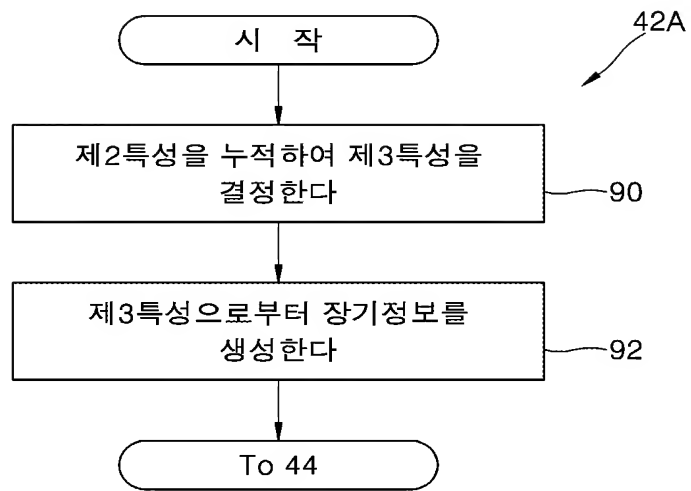 42A
시 작
제2특성을 누적하여 제3특성을
결정한다
90
제3특성으로부터 장기정보를
생성한다
92
To 44